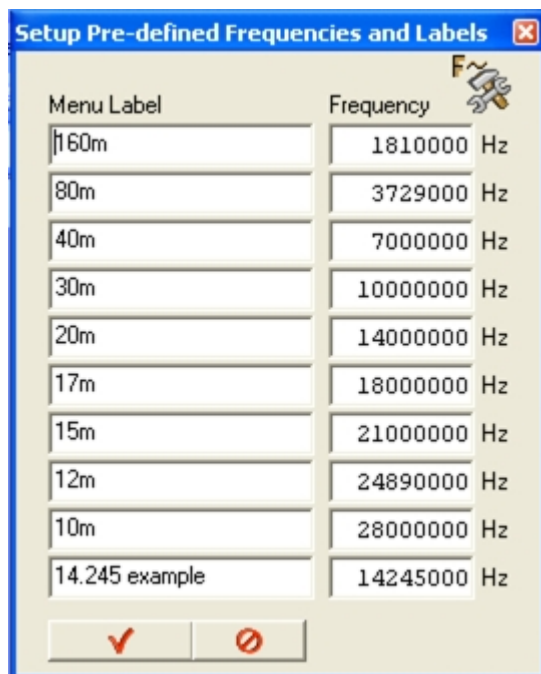 Setup Pre-defined Frequencies and Labels
F~
Menu Label Frequency
160m 1810000 Hz
80m 3729000 Hz
40m 7000000 Hz
30m 10000000 Hz
20m 14000000 Hz
17m 18000000 Hz
15m 21000000 Hz
12m 24890000 Hz
10m 28000000 Hz
14.245 example 14245000 Hz